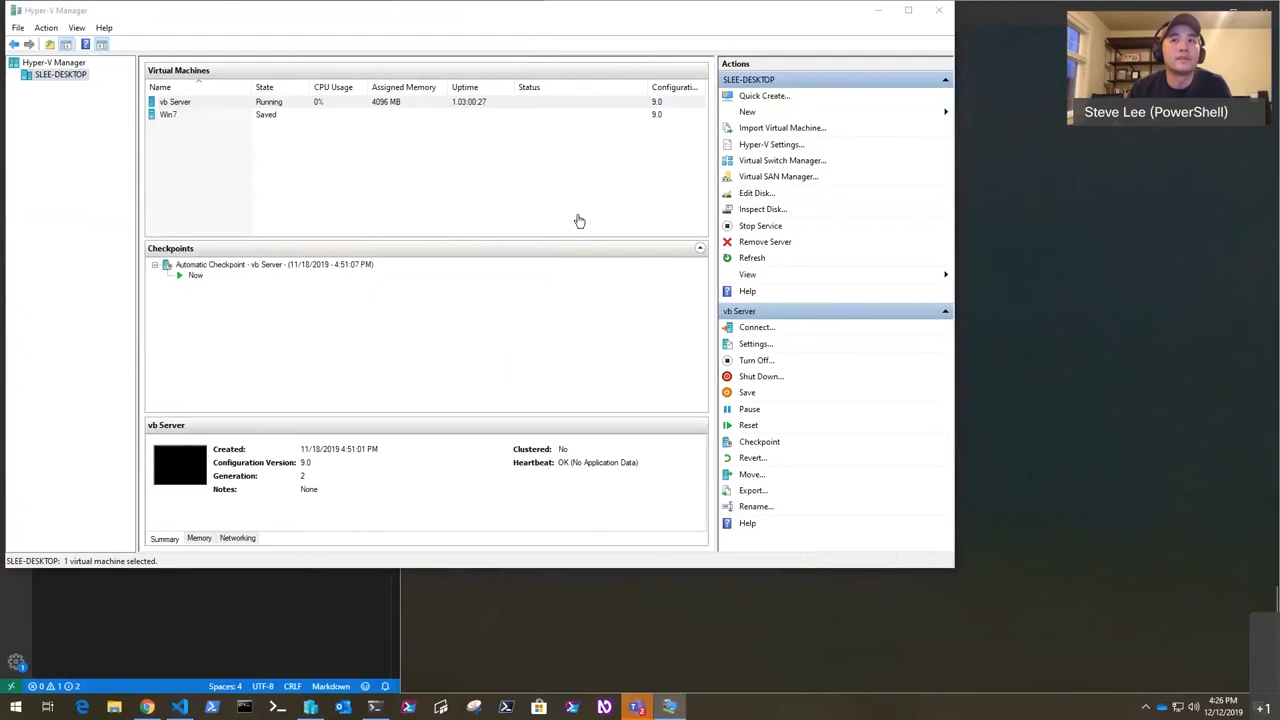 Hyper-V Manager
File Action View Help
Hyper-V Manager
SLEE-DESKTOP
Virtual Machines
Name State CPU Usage Assigned Memory Uptime Status Configurati...
vb Server Running 0% 4096 MB 1.03:00:27 9.0
Win7 Saved 9.0
Checkpoints
Automatic Checkpoint - vb Server - (11/18/2019 - 4:51:07 PM)
Now
vb Server
Created: 11/18/2019 4:51:01 PM Clustered: No
Configuration Version: 9.0 Heartbeat: OK (No Application Data)
Generation: 2
Notes: None
Summary Memory Networking
SLEE-DESKTOP: 1 virtual machine selected.
Actions
SLEE-DESKTOP
Quick Create...
New
Import Virtual Machine...
Hyper-V Settings...
Virtual Switch Manager...
Virtual SAN Manager...
Edit Disk...
Inspect Disk...
Stop Service
Remove Server
Refresh
View
Help
vb Server
Connect...
Settings...
Turn Off...
Shut Down...
Save
Pause
Reset
Checkpoint
Revert...
Move...
Export...
Rename...
Help
Steve Lee (PowerShell)
1
0 1 2 Spaces: 4 UTF-8 CRLF Markdown
2
4:26 PM
12/12/2019
+1